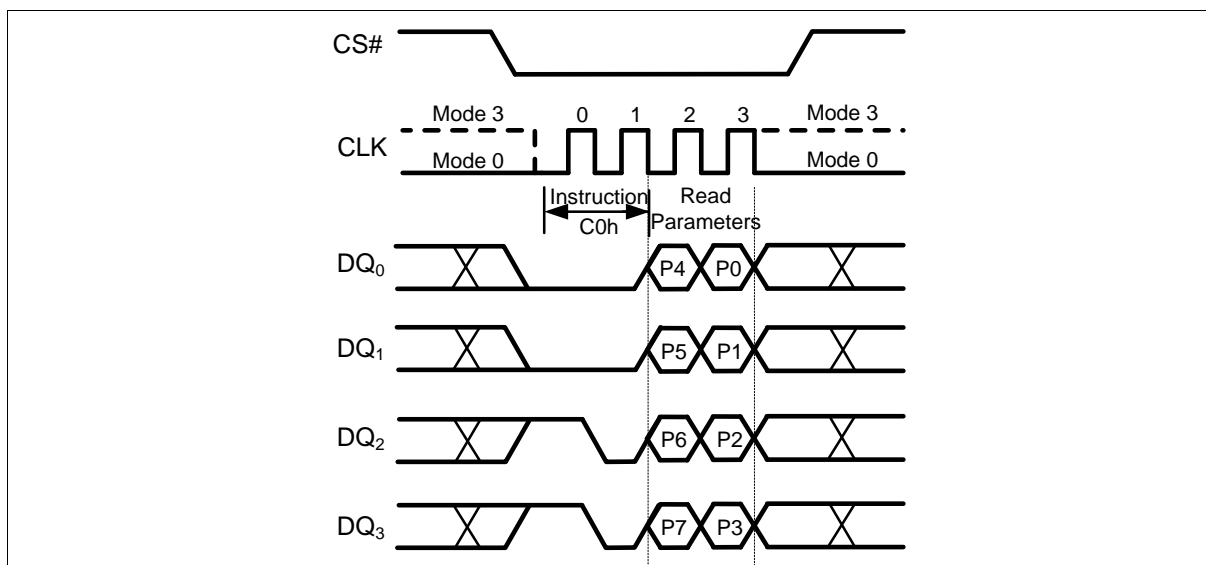 CS#
Mode 3 0 1 2 3 Mode 3
CLK
Mode 0 Mode 0
Instruction Read
C0h Parameters
DQ0 P4 P0
DQ1 P5 P1
DQ2 P6 P2
DQ3 P7 P3